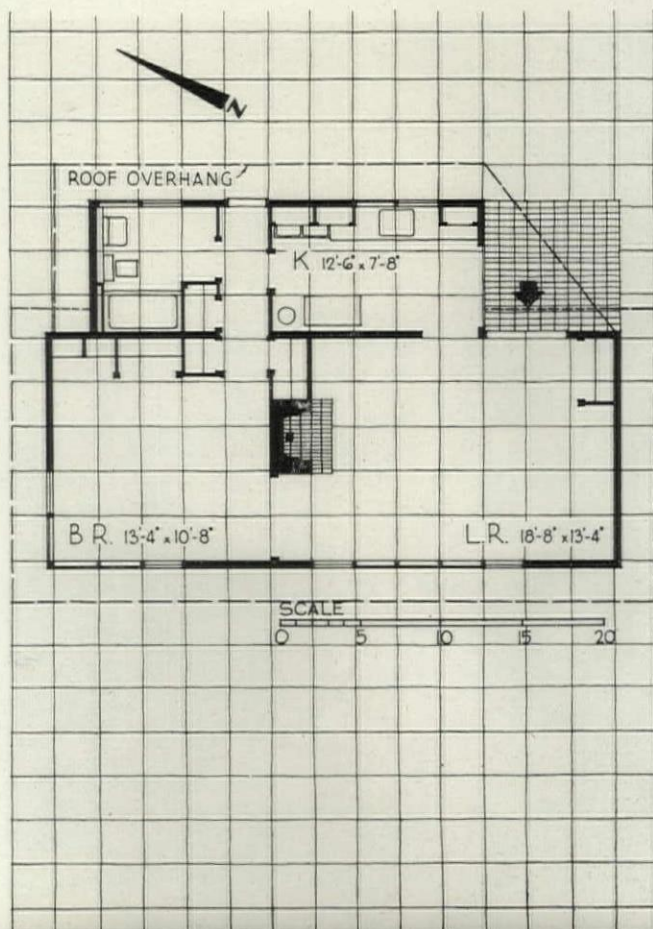 N
ROOF OVERHANG
K 12'-6" x 7'-8"
B R. 13'-4" x 10'-8"
L.R. 18'-8" x 13'-4"
SCALE
0 5 10 15 20